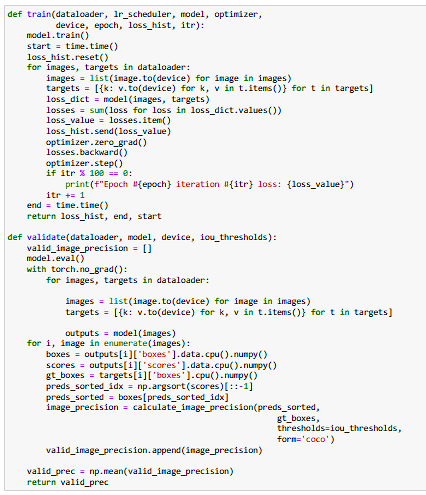 def train(dataloader, lr_scheduler, model, optimizer,
          device, epoch, loss_hist, itr):
    model.train()
    start = time.time()
    loss_hist.reset()
    for images, targets in dataloader:
        images = list(image.to(device) for image in images)
        targets = [{k: v.to(device) for k, v in t.items()} for t in targets]
        loss_dict = model(images, targets)
        losses = sum(loss for loss in loss_dict.values())
        loss_value = losses.item()
        loss_hist.send(loss_value)
        optimizer.zero_grad()
        losses.backward()
        optimizer.step()
        if itr % 100 == 0:
            print(f"Epoch #{epoch} iteration #{itr} loss: {loss_value}")
        itr += 1
    end = time.time()
    return loss_hist, end, start

def validate(dataloader, model, device, iou_thresholds):
    valid_image_precision = []
    model.eval()
    with torch.no_grad():
        for images, targets in dataloader:

            images = list(image.to(device) for image in images)
            targets = [{k: v.to(device) for k, v in t.items()} for t in targets]

            outputs = model(images)
    for i, image in enumerate(images):
        boxes = outputs[i]['boxes'].data.cpu().numpy()
        scores = outputs[i]['scores'].data.cpu().numpy()
        gt_boxes = targets[i]['boxes'].cpu().numpy()
        preds_sorted_idx = np.argsort(scores)[::-1]
        preds_sorted = boxes[preds_sorted_idx]
        image_precision = calculate_image_precision(preds_sorted,
                                                    gt_boxes,
                                                    thresholds=iou_thresholds,
                                                    form='coco')
        valid_image_precision.append(image_precision)

    valid_prec = np.mean(valid_image_precision)
    return valid_prec